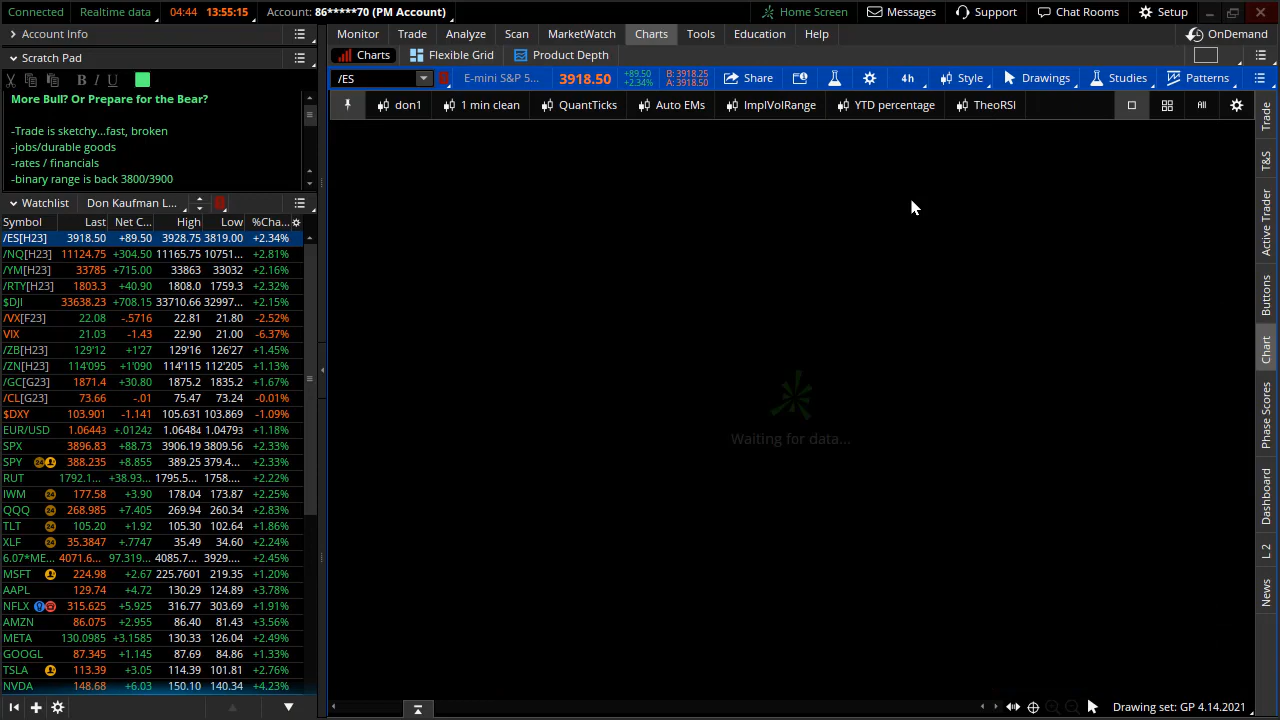 Connected Realtime data 04:44 13:55:15 Account: 86*****70 (PM Account) Home Screen Messages Support Chat Rooms Setup
Account Info
Monitor Trade Analyze Scan MarketWatch Charts Tools Education Help OnDemand
Scratch Pad
Charts Flexible Grid Product Depth
B I U
/ES E-mini S&P 5... 3918.50 +89.50 +2.34% B: 3918.25 A: 3918.50 Share 4h Style Drawings Studies Patterns
More Bull? Or Prepare for the Bear?
don1 1 min clean QuantTicks Auto EMs ImplVolRange YTD percentage TheoRSI All
-Trade is sketchy...fast, broken
-jobs/durable goods
-rates / financials
-binary range is back 3800/3900
Watchlist Don Kaufman L...
Symbol Last Net C... High Low %Cha...
/ES[H23] 3918.50 +89.50 3928.75 3819.00 +2.34%
/NQ[H23] 11124.75 +304.50 11165.75 10751... +2.81%
/YM[H23] 33785 +715.00 33863 33032 +2.16%
/RTY[H23] 1803.3 +40.90 1808.0 1759.3 +2.32%
$DJI 33638.23 +708.15 33710.66 32997... +2.15%
/VX[F23] 22.08 -.5716 22.81 21.80 -2.52%
VIX 21.03 -1.43 22.90 21.00 -6.37%
/ZB[H23] 129'12 +1'27 129'16 126'27 +1.45%
/ZN[H23] 114'095 +1'090 114'115 112'205 +1.13%
/GC[G23] 1871.4 +30.80 1875.2 1835.2 +1.67%
/CL[G23] 73.66 -.01 75.47 73.24 -0.01%
$DXY 103.901 -1.141 105.631 103.869 -1.09%
EUR/USD 1.06443 +.01242 1.06484 1.04793 +1.18%
SPX 3896.83 +88.73 3906.19 3809.56 +2.33%
SPY 24 388.235 +8.855 389.25 379.4... +2.33%
RUT 1792.1... +38.93... 1795.5... 1758.... +2.22%
IWM 24 177.58 +3.90 178.04 173.87 +2.25%
QQQ 24 268.985 +7.405 269.94 260.34 +2.83%
TLT 24 105.20 +1.92 105.30 102.64 +1.86%
XLF 24 35.3847 +.7747 35.49 34.60 +2.24%
6.07*ME... 4071.6... 97.319... 4085.7... 3929.... +2.45%
MSFT 224.98 +2.67 225.7601 219.35 +1.20%
AAPL 129.74 +4.72 130.29 124.89 +3.78%
NFLX 315.625 +5.925 316.77 303.69 +1.91%
AMZN 86.075 +2.955 86.40 81.43 +3.56%
META 130.0985 +3.1585 130.33 126.04 +2.49%
GOOGL 87.345 +1.145 87.69 84.86 +1.33%
TSLA 113.39 +3.05 114.39 101.81 +2.76%
NVDA 148.68 +6.03 150.10 140.34 +4.23%
Waiting for data...
Drawing set: GP 4.14.2021
Trade
T&S
Active Trader
Buttons
Chart
Phase Scores
Dashboard
L 2
News